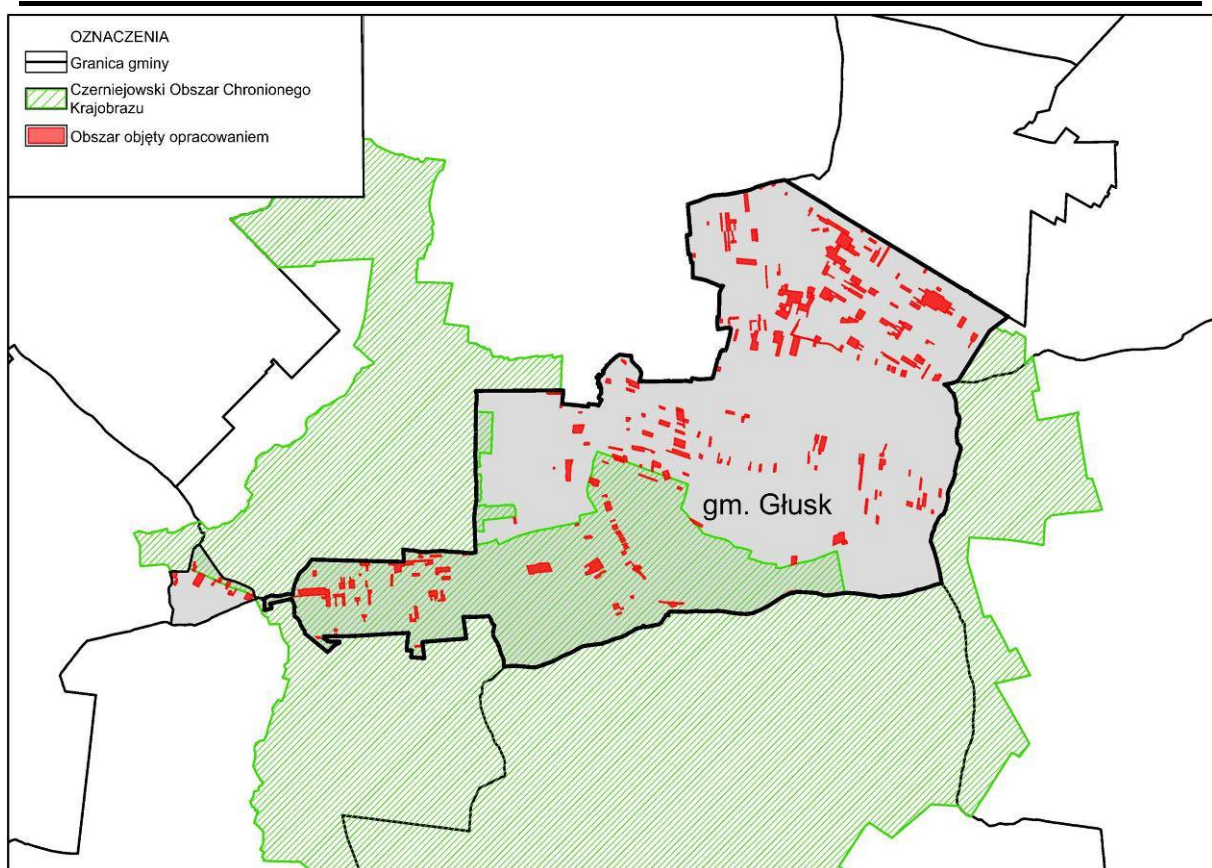 OZNACZENIA
Granica gminy
Czerniejowski Obszar Chronionego
Krajobrazu
Obszar objęty opracowaniem
gm. Głusk